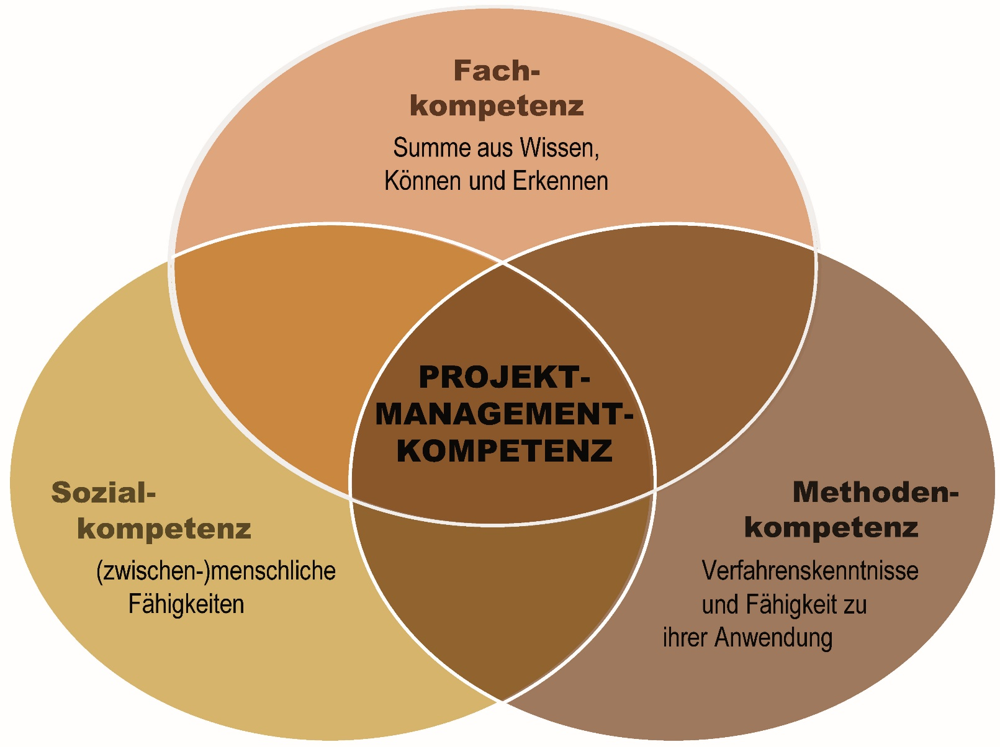 Fach-
kompetenz
Summe aus Wissen,
Können und Erkennen
PROJEKT-
MANAGEMENT-
KOMPETENZ
Sozial-
kompetenz
(zwischen-)menschliche
Fähigkeiten
Methoden-
kompetenz
Verfahrenskenntnisse
und Fähigkeit zu
ihrer Anwendung